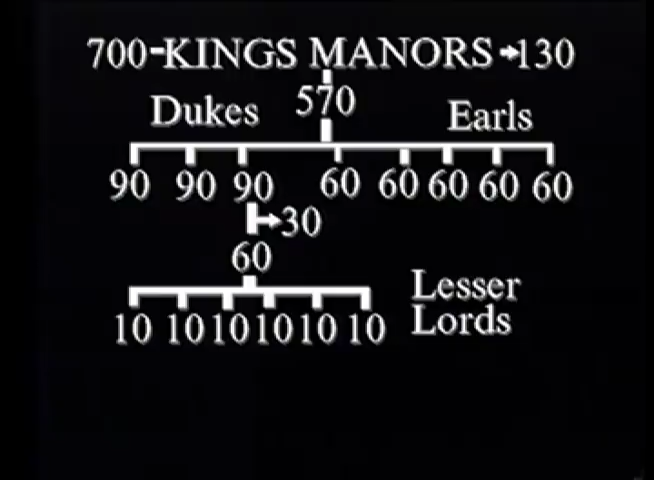 700-KINGS MANORS→130
Dukes 570 Earls
90 90 90 60 60 60 60 60
→30
60
Lesser
10 10 10 10 10 10 Lords